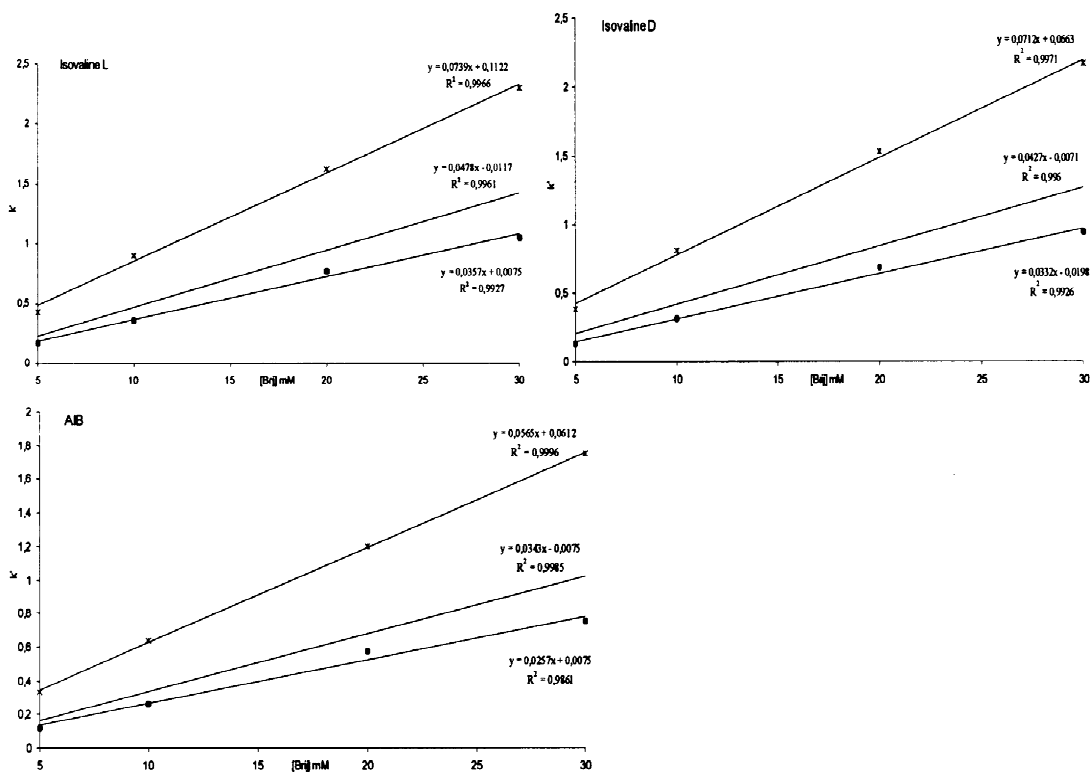 Isovaline L
2,5
2
1,5
1
0,5
0
k'
y = 0,0739x + 0,1122
R² = 0,9966
y = 0,0478x - 0,0117
R² = 0,9961
y = 0,0357x + 0,0075
R² = 0,9927
5 10 15 20 25 30
[Brij] mM
Isovaline D
2,5
2
1,5
1
0,5
0
k'
y = 0,0712x + 0,0663
R² = 0,9971
y = 0,0427x - 0,0071
R² = 0,996
y = 0,0332x - 0,0198
R² = 0,9926
5 10 15 20 25 30
[Brij] mM
AIB
2
1,8
1,6
1,4
1,2
1
0,8
0,6
0,4
0,2
0
k'
y = 0,0565x + 0,0612
R² = 0,9996
y = 0,0343x - 0,0075
R² = 0,9985
y = 0,0257x + 0,0075
R² = 0,9861
5 10 15 20 25 30
[Brij] mM